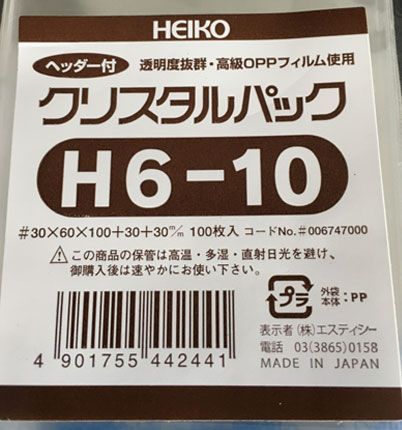 HEIKO
ヘッダー付 透明度抜群・高級OPPフィルム使用
クリスタルパック
H6-10
#30×60×100+30+30m/m 100枚入 コードNo.#006747000
この商品の保管は高温・多湿・直射日光を避け、
御購入後は速やかにお使い下さい。
プラ 外袋 本体 :PP
表示者 (株)エスティシー
電話 03(3865)0158
MADE IN JAPAN
4 901755 442441